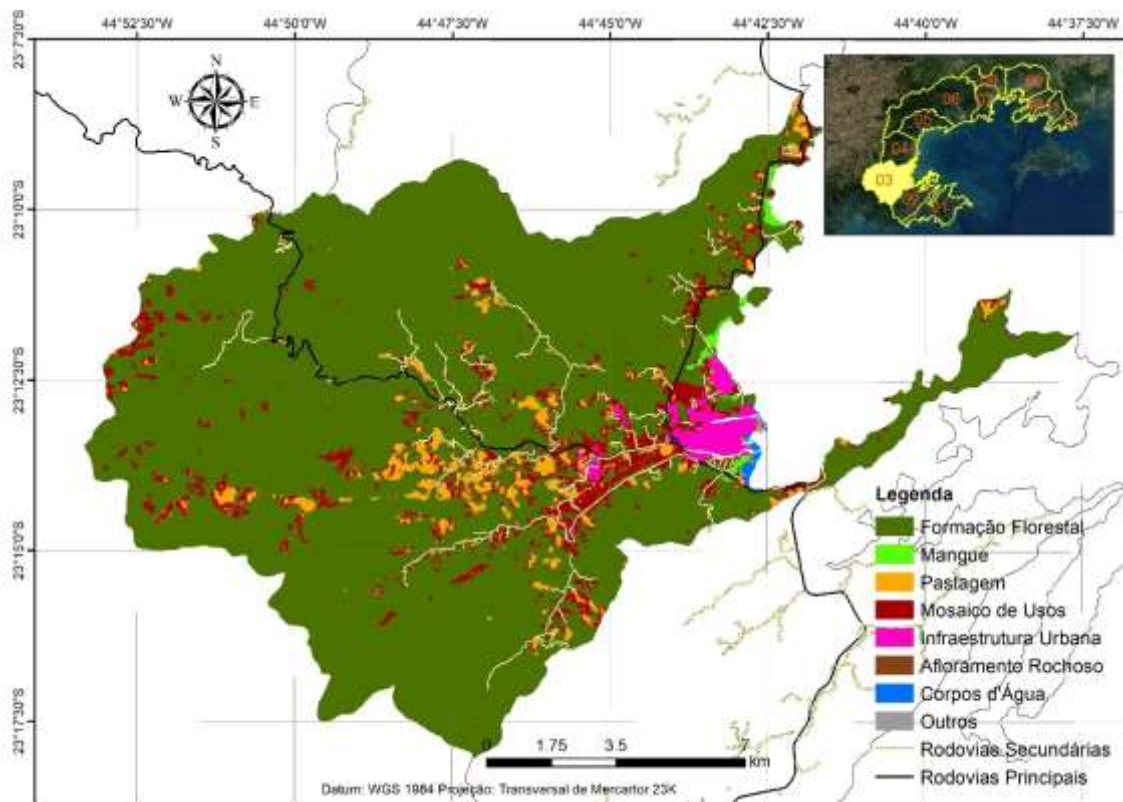 44°52'30"W 44°50'0"W 44°47'30"W 44°45'0"W 44°42'30"W 44°40'0"W 44°37'30"W
23°7'30"S
23°10'0"S
23°12'30"S
23°15'0"S
23°17'30"S
N
W E
S
03
04
06
Legenda
Formação Florestal
Mangue
Pastagem
Mosaico de Usos
Infraestrutura Urbana
Afloramento Rochoso
Corpos d'Água
Outros
Rodovias Secundárias
Rodovias Principais
0 1.75 3.5 7
km
Datum: WGS 1984 Projeção: Transversal de Mercartor 23K